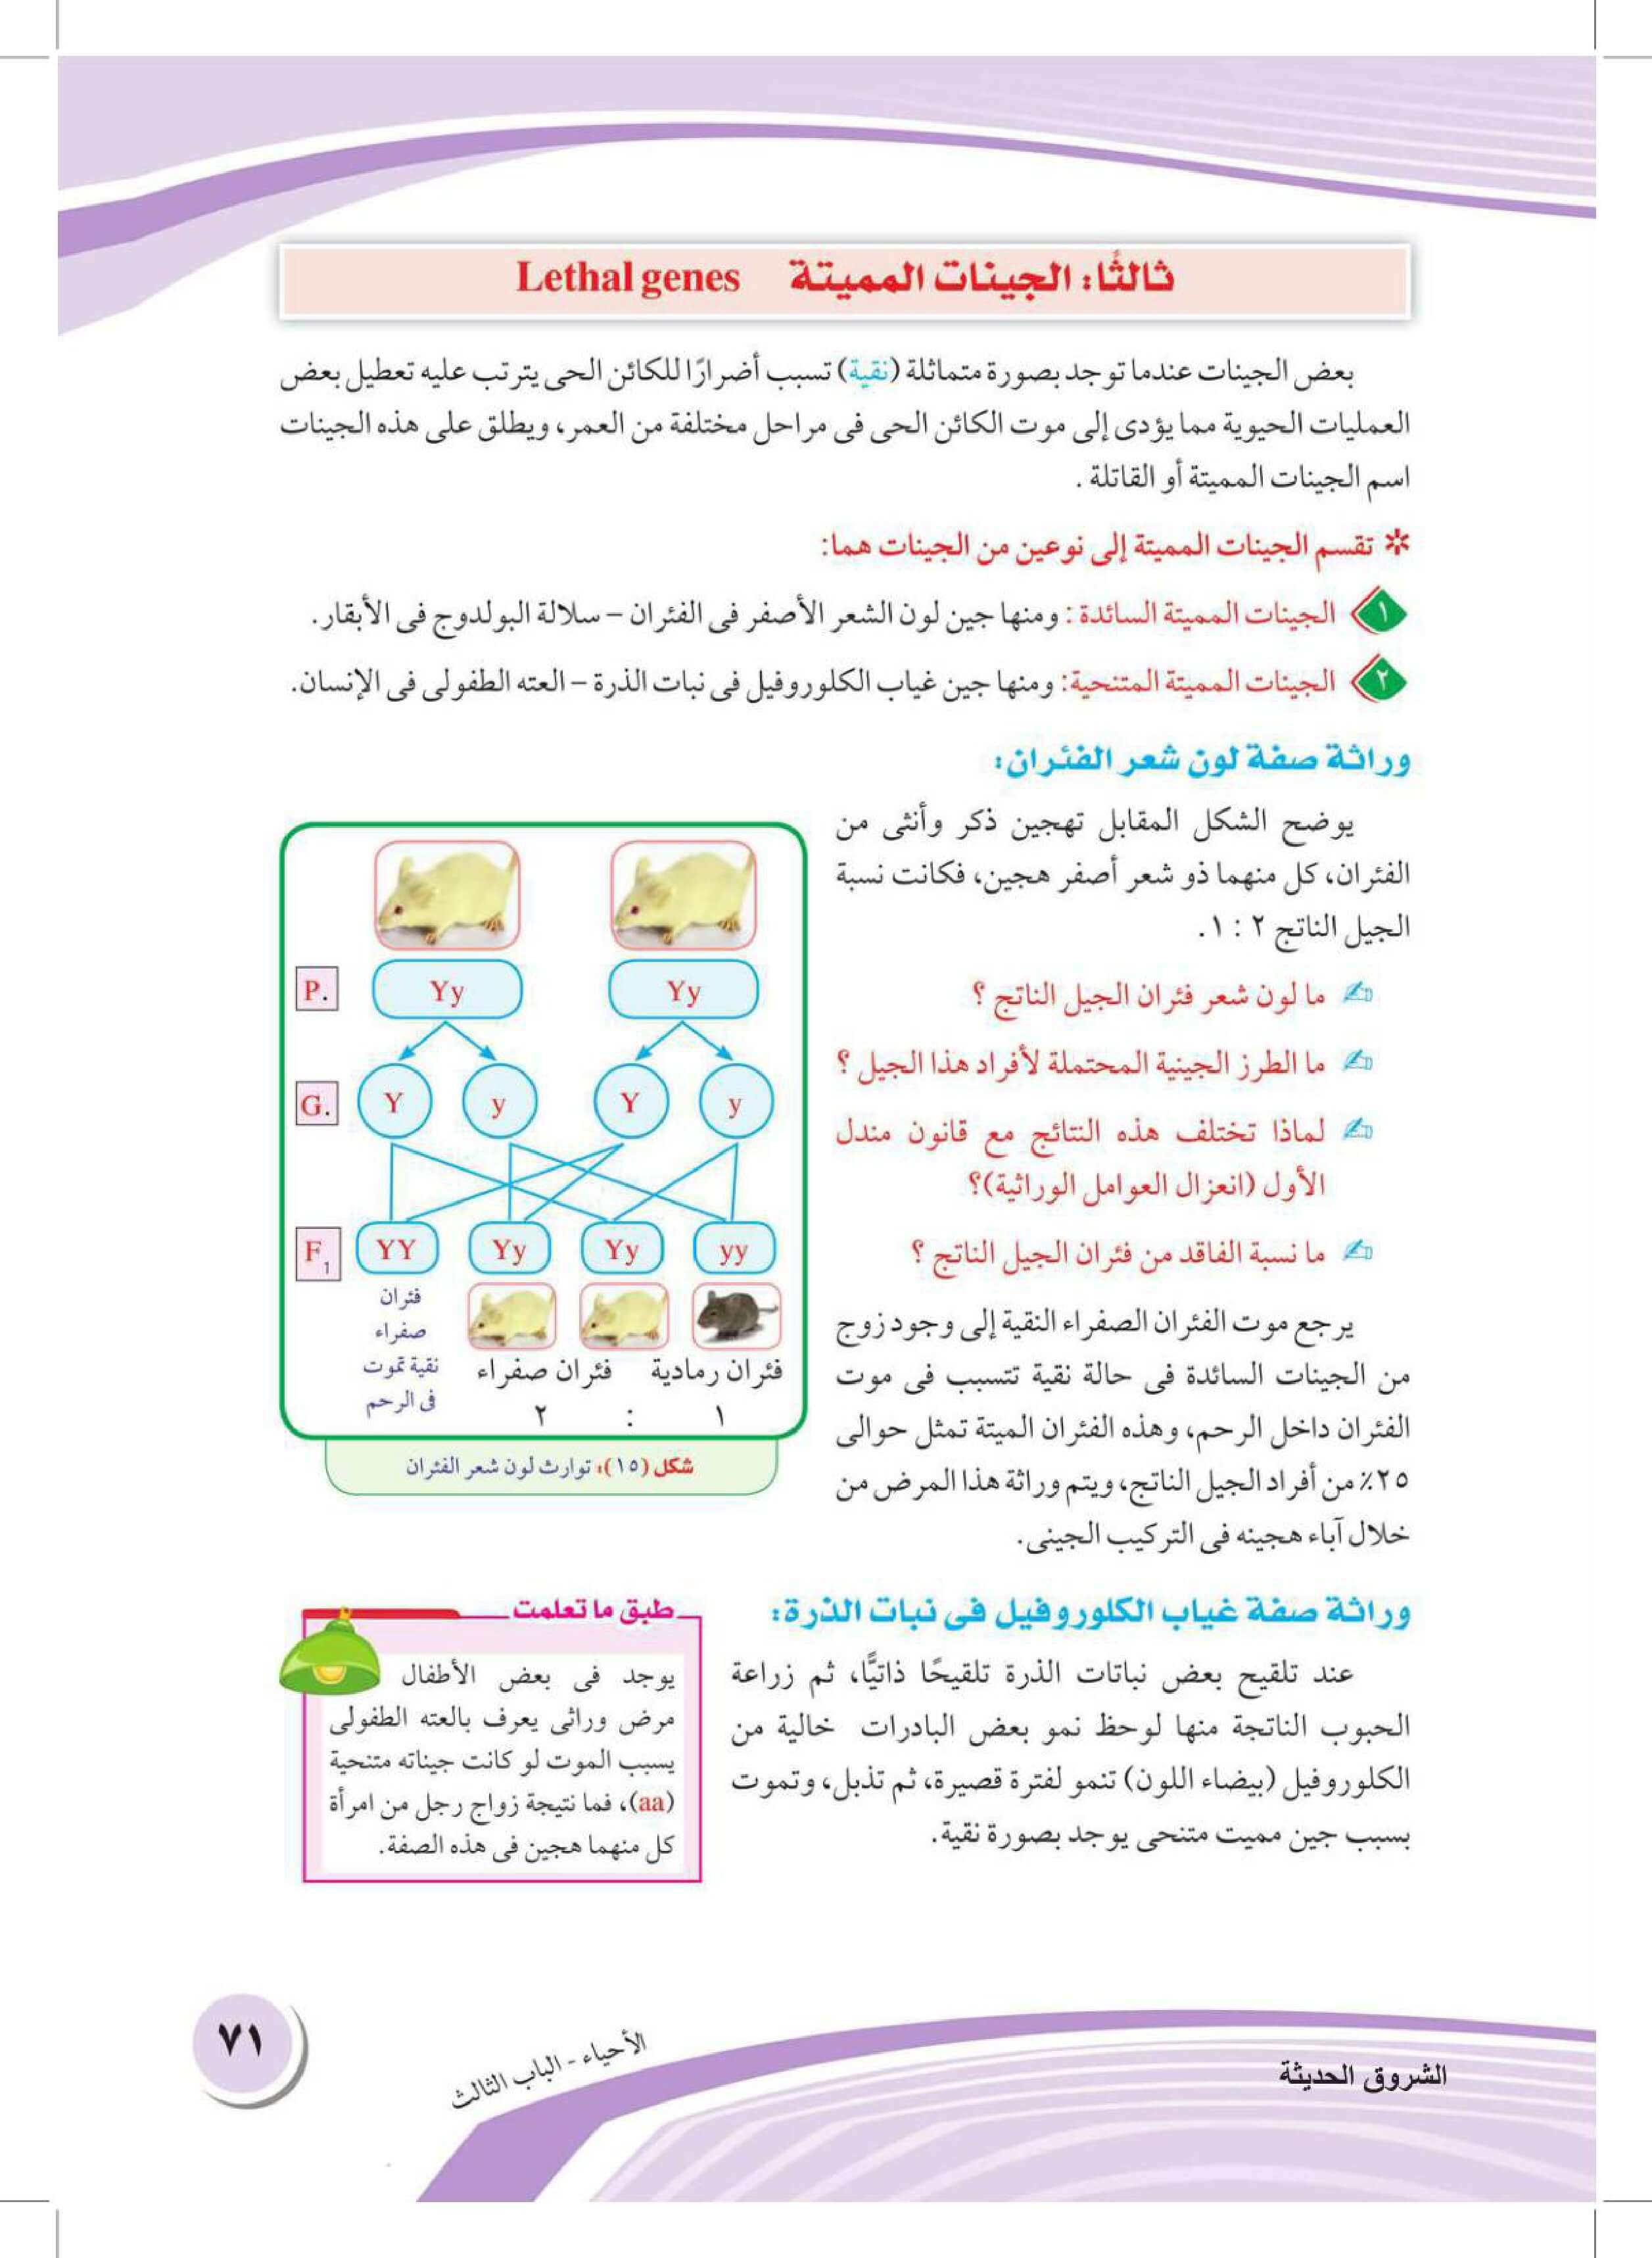 ثالثًا: الجينات المميتة Lethal genes
بعض الجينات عندما توجد بصورة متماثلة (نقية) تسبب أضرارًا للكائن الحى يترتب عليه تعطيل بعض
العمليات الحيوية مما يؤدى إلى موت الكائن الحى فى مراحل مختلفة من العمر، ويطلق على هذه الجينات
اسم الجينات المميتة أو القاتلة .
* تقسم الجينات المميتة إلى نوعين من الجينات هما:
١ الجينات المميتة السائدة : ومنها جين لون الشعر الأصفر فى الفئران – سلالة البولدوج فى الأبقار.
٢ الجينات المميتة المتنحية: ومنها جين غياب الكلوروفيل فى نبات الذرة – العته الطفولى فى الإنسان.
وراثة صفة لون شعر الفئران:
يوضح الشكل المقابل تهجين ذكر وأنثى من
الفئران، كل منهما ذو شعر أصفر هجين، فكانت نسبة
الجيل الناتج ٢ : ١.
ما لون شعر فئران الجيل الناتج ؟
ما الطرز الجينية المحتملة لأفراد هذا الجيل ؟
لماذا تختلف هذه النتائج مع قانون مندل
الأول (انعزال العوامل الوراثية)؟
ما نسبة الفاقد من فئران الجيل الناتج ؟
يرجع موت الفئران الصفراء النقية إلى وجود زوج
من الجينات السائدة فى حالة نقية تتسبب فى موت
الفئران داخل الرحم، وهذه الفئران الميتة تمثل حوالى
٢٥٪ من أفراد الجيل الناتج، ويتم وراثة هذا المرض من
خلال آباء هجينه فى التركيب الجينى.
P. Yy Yy
G. Y y Y y
F1 YY Yy Yy yy
فئران
صفراء
نقية تموت
فى الرحم
فئران رمادية فئران صفراء
١ : ٢
شكل (١٥): توارث لون شعر الفئران
وراثة صفة غياب الكلوروفيل فى نبات الذرة:
عند تلقيح بعض نباتات الذرة تلقيحًا ذاتيًّا، ثم زراعة
الحبوب الناتجة منها لوحظ نمو بعض البادرات خالية من
الكلوروفيل (بيضاء اللون) تنمو لفترة قصيرة، ثم تذبل، وتموت
بسبب جين مميت متنحى يوجد بصورة نقية.
طبق ما تعلمت
يوجد فى بعض الأطفال
مرض وراثى يعرف بالعته الطفولى
يسبب الموت لو كانت جيناته متنحية
(aa)، فما نتيجة زواج رجل من امرأة
كل منهما هجين فى هذه الصفة.
الشروق الحديثة
الأحياء - الباب الثالث
٧١